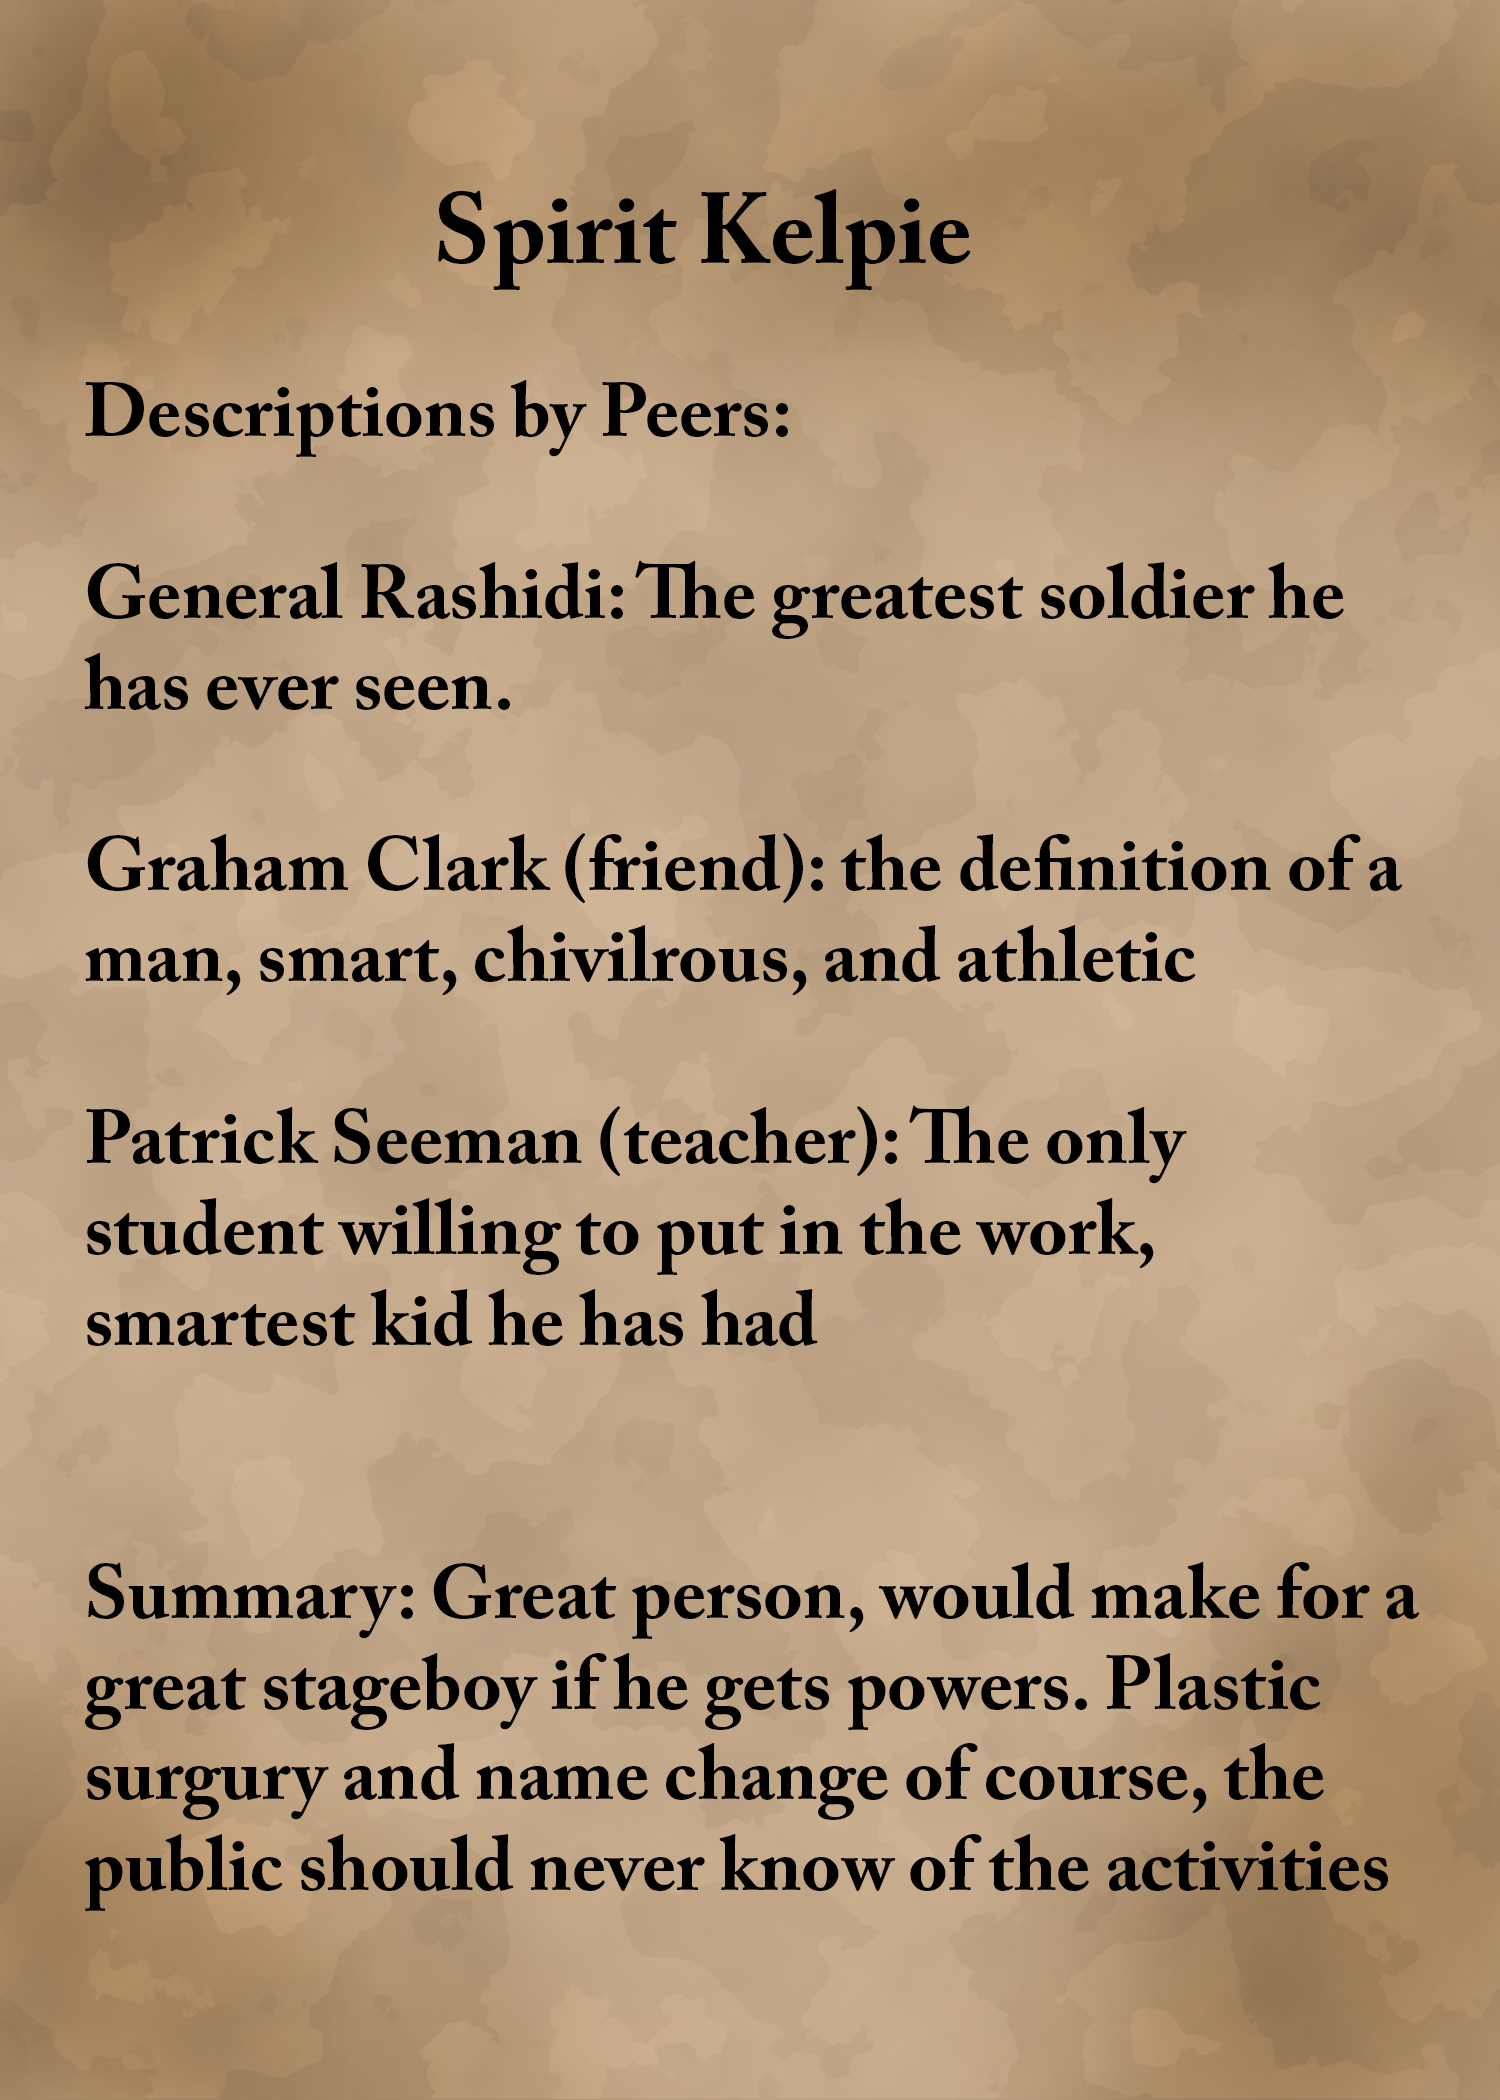 Spirit Kelpie
Descriptions by Peers:
General Rashidi: The greatest soldier he
has ever seen.
Graham Clark (friend): the definition of a
man, smart, chivilrous, and athletic
Patrick Seeman (teacher): The only
student willing to put in the work,
smartest kid he has had
Summary: Great person, would make for a
great stageboy if he gets powers. Plastic
surgury and name change of course, the
public should never know of the activities